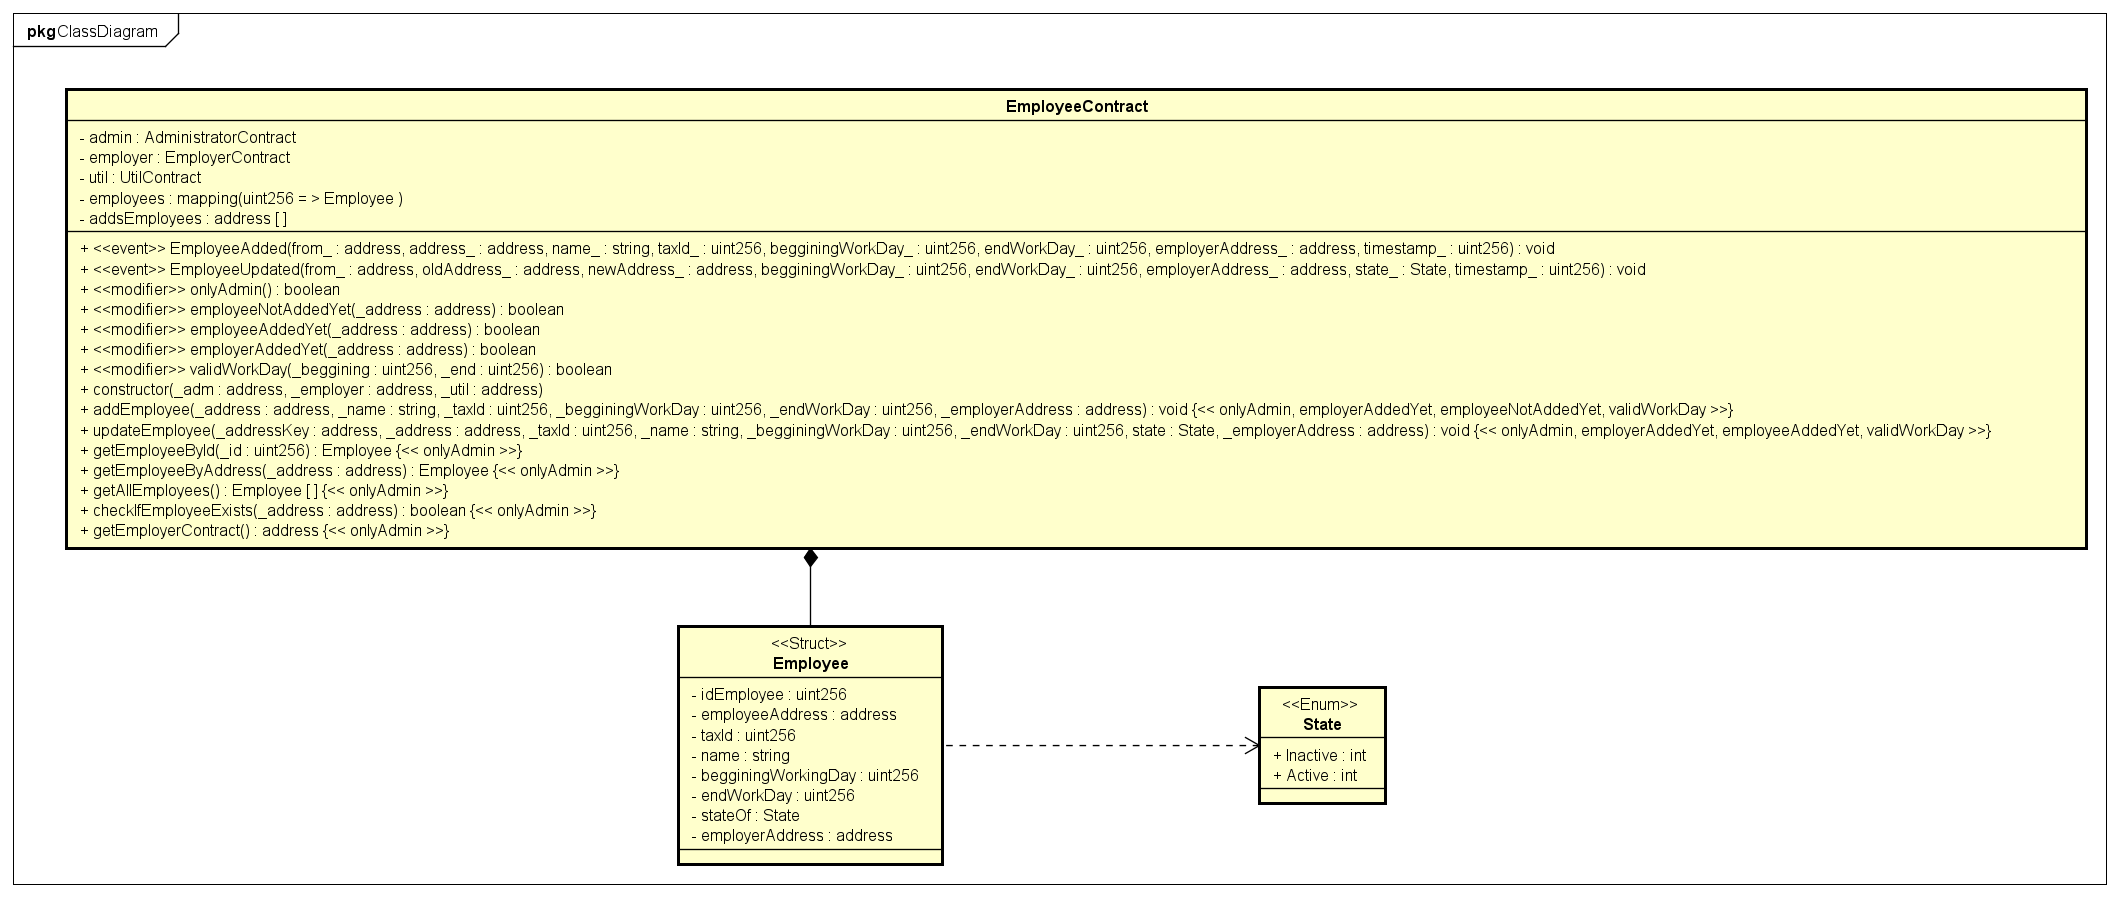 pkg ClassDiagram
EmployeeContract
- admin : AdministratorContract
- employer : EmployerContract
- util : UtilContract
- employees : mapping(uint256 = > Employee )
- addsEmployees : address [ ]
+ <<event>> EmployeeAdded(from_ : address, address_ : address, name_ : string, taxId_ : uint256, begginingWorkDay_ : uint256, endWorkDay_ : uint256, employerAddress_ : address, timestamp_ : uint256) : void
+ <<event>> EmployeeUpdated(from_ : address, oldAddress_ : address, newAddress_ : address, begginingWorkDay_ : uint256, endWorkDay_ : uint256, employerAddress_ : address, state_ : State, timestamp_ : uint256) : void
+ <<modifier>> onlyAdmin() : boolean
+ <<modifier>> employeeNotAddedYet(_address : address) : boolean
+ <<modifier>> employeeAddedYet(_address : address) : boolean
+ <<modifier>> employerAddedYet(_address : address) : boolean
+ <<modifier>> validWorkDay(_beggining : uint256, _end : uint256) : boolean
+ constructor(_adm : address, _employer : address, _util : address)
+ addEmployee(_address : address, _name : string, _taxId : uint256, _begginingWorkDay : uint256, _endWorkDay : uint256, _employerAddress : address) : void {<< onlyAdmin, employerAddedYet, employeeNotAddedYet, validWorkDay >>}
+ updateEmployee(_addressKey : address, _address : address, _taxId : uint256, _name : string, _begginingWorkDay : uint256, _endWorkDay : uint256, state : State, _employerAddress : address) : void {<< onlyAdmin, employerAddedYet, employeeAddedYet, validWorkDay >>}
+ getEmployeeById(_id : uint256) : Employee {<< onlyAdmin >>}
+ getEmployeeByAddress(_address : address) : Employee {<< onlyAdmin >>}
+ getAllEmployees() : Employee [ ] {<< onlyAdmin >>}
+ checkIfEmployeeExists(_address : address) : boolean {<< onlyAdmin >>}
+ getEmployerContract() : address {<< onlyAdmin >>}
<<Struct>>
Employee
- idEmployee : uint256
- employeeAddress : address
- taxId : uint256
- name : string
- begginingWorkingDay : uint256
- endWorkDay : uint256
- stateOf : State
- employerAddress : address
<<Enum>>
State
+ Inactive : int
+ Active : int